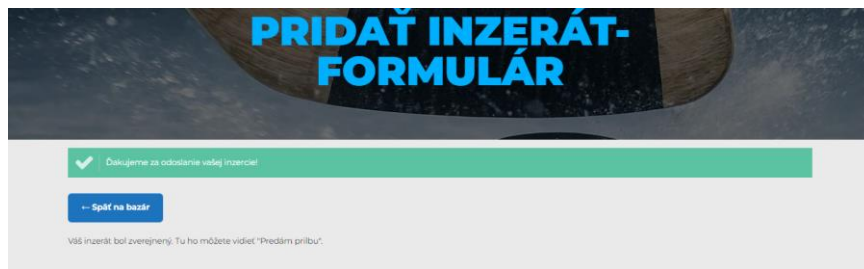 PRIDAŤ INZERÁT-
FORMULÁR
Ďakujeme za odoslanie vašej inzercie!
← Späť na bazár
Váš inzerát bol zverejnený. Tu ho môžete vidieť "Predám prilbu".